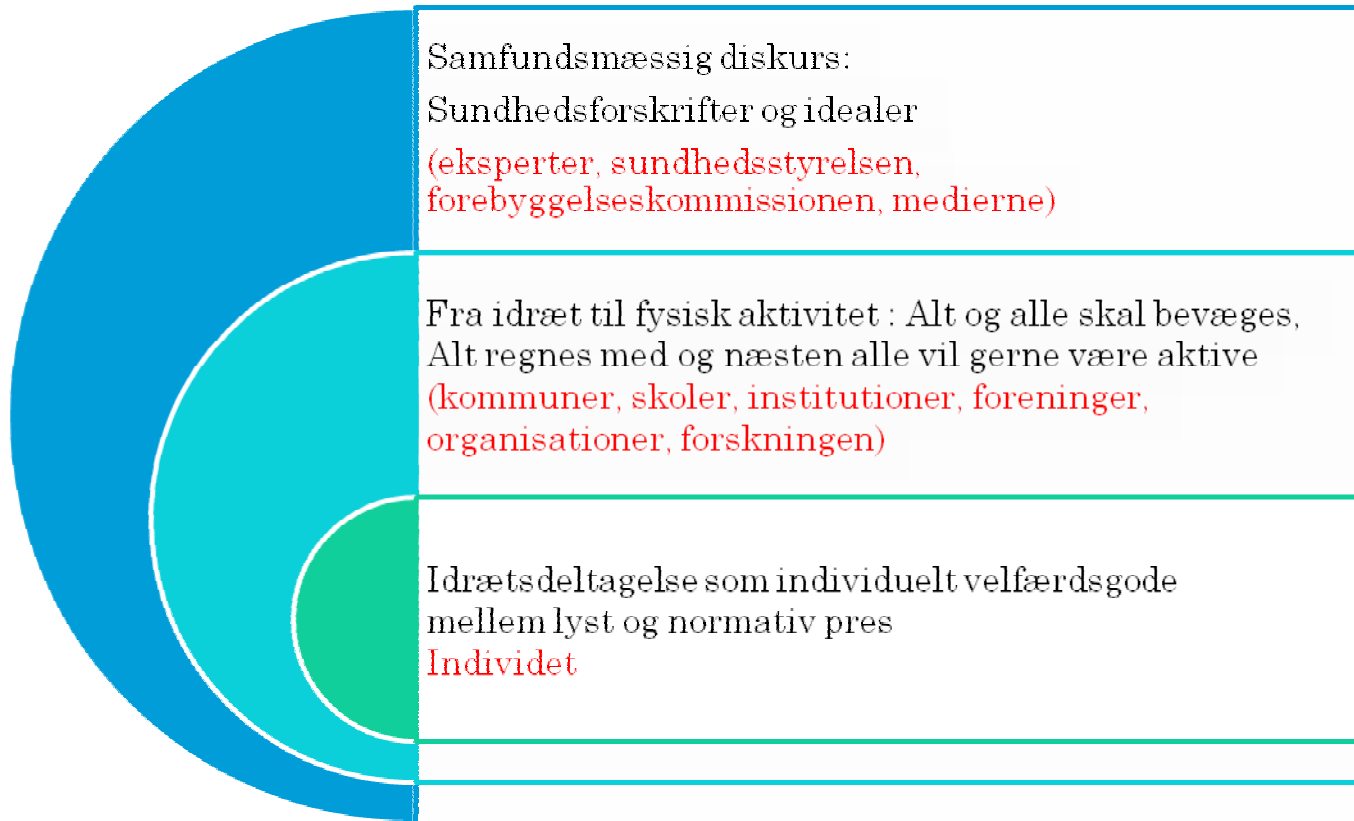 Samfundsmæssig diskurs:
Sundhedsforskrifter og idealer
(eksperter, sundhedsstyrelsen,
forebyggelseskommissionen, medierne)
Fra idræt til fysisk aktivitet : Alt og alle skal bevæges,
Alt regnes med og næsten alle vil gerne være aktive
(kommuner, skoler, institutioner, foreninger,
organisationer, forskningen)
Idrætsdeltagelse som individuelt velfærdsgode
mellem lyst og normativ pres
Individet